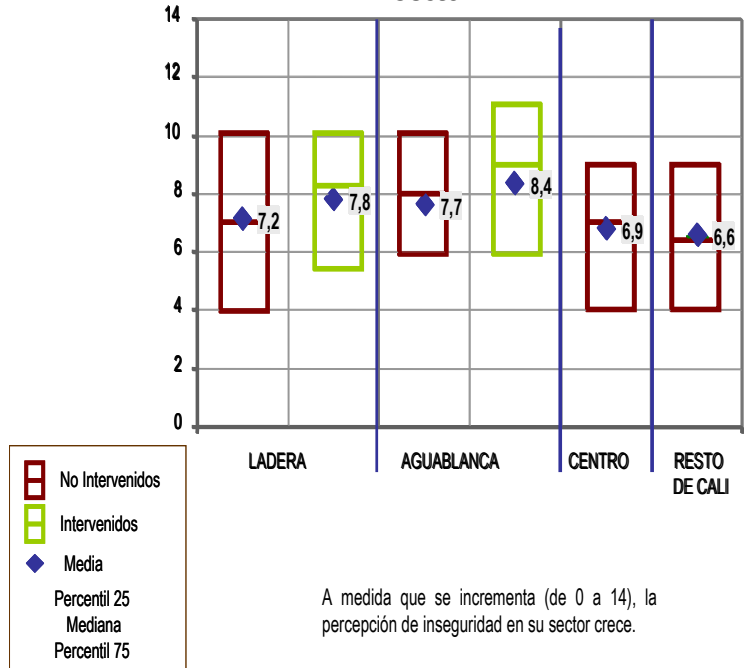 14
12
10
8
6
4
2
0
7,2
7,8
7,7
8,4
6,9
6,6
LADERA
AGUABLANCA
CENTRO
RESTO
DE CALI
No Intervenidos
Intervenidos
Media
Percentil 25
Mediana
Percentil 75
A medida que se incrementa (de 0 a 14), la
percepción de inseguridad en su sector crece.